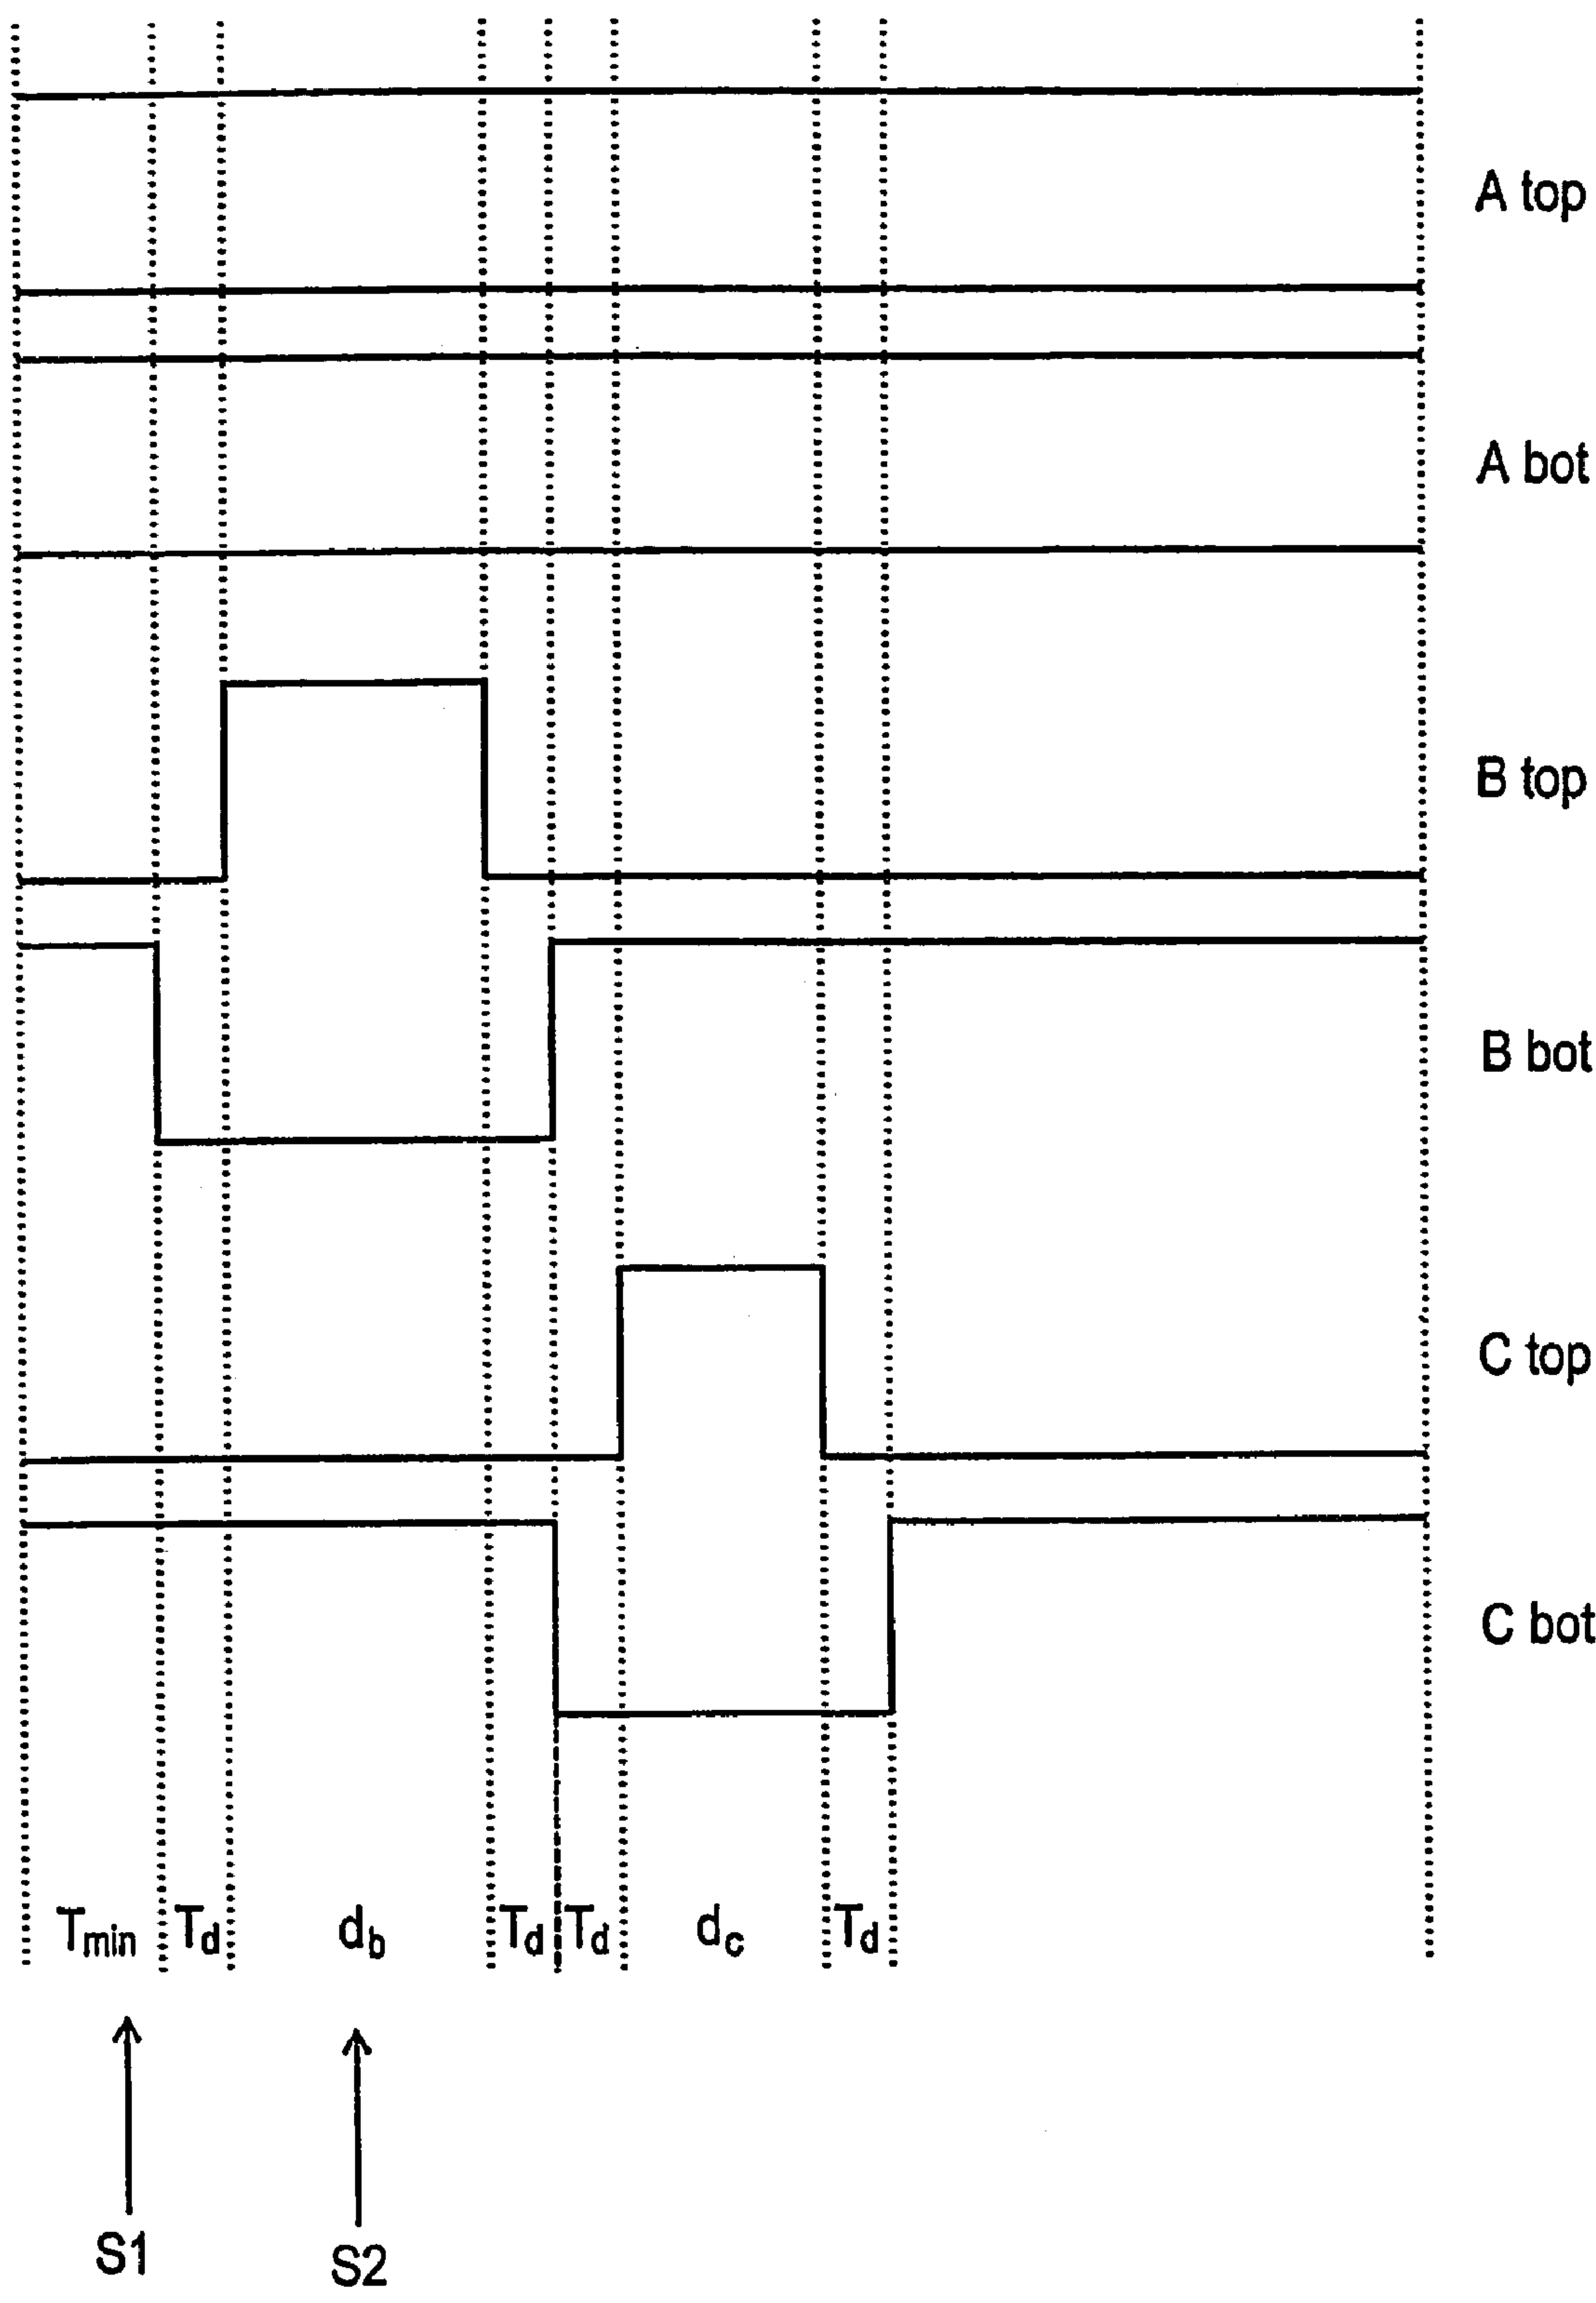 A top
A bot
B top
B bot
C top
C bot
Tmin Td db Td Td dc Td
S1
S2